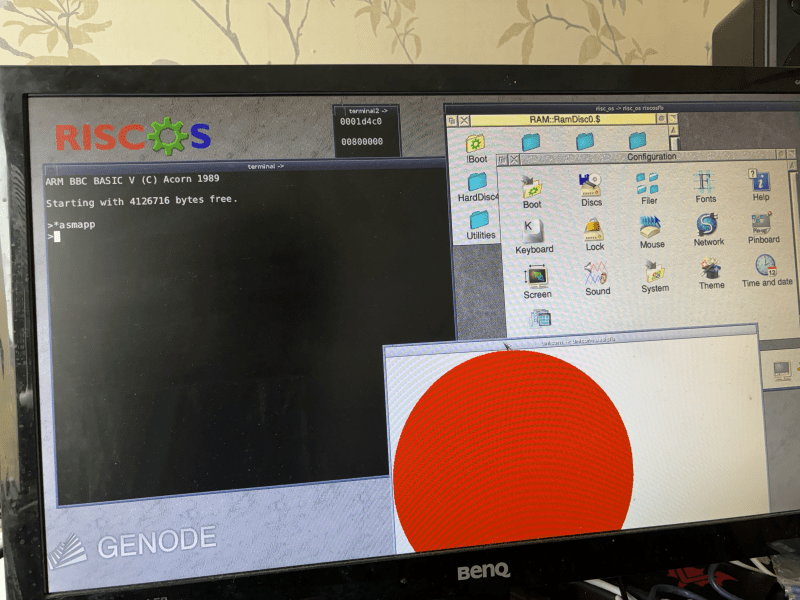 RISC OS
terminal2 ->
0001d4c0
00800000
terminal ->
ARM BBC BASIC V (C) Acorn 1989
Starting with 4126716 bytes free.
>*asmapp
>
risc_os -> risc_os riscosfb
RAM::RamDisc0.$
!Boot
HardDisc4
Utilities
Configuration
Boot
Discs
Filer
Fonts
Help
Keyboard
Lock
Mouse
Network
Pinboard
Screen
Sound
System
Theme
Time and date
GENODE
BenQ